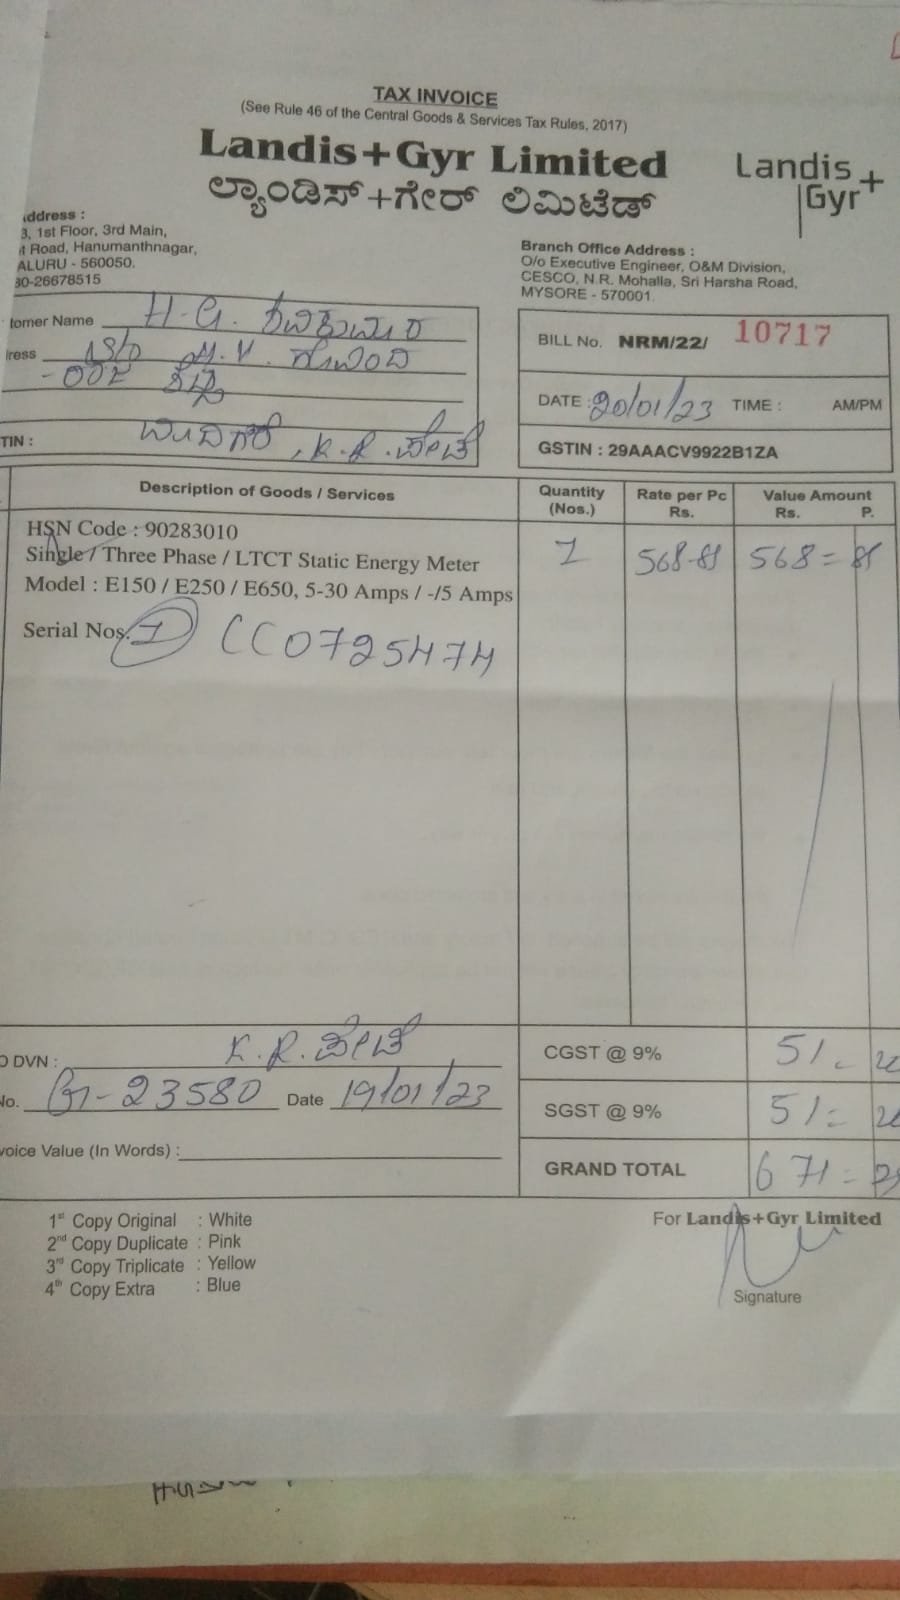 TAX INVOICE
(See Rule 46 of the Central Goods & Services Tax Rules, 2017)
Landis+Gyr Limited
ಲ್ಯಾಂಡಿಸ್+ಗೇರ್ ಲಿಮಿಟೆಡ್
Landis
Gyr+
Address :
3, 1st Floor, 3rd Main,
t Road, Hanumanthnagar,
ALURU - 560050.
80-26678515
Branch Office Address :
O/o Executive Engineer, O&M Division,
CESCO, N.R. Mohalla, Sri Harsha Road,
MYSORE - 570001.
tomer Name H.G. ರವಿಕುಮಾರ
ress S/o M.V. ಗೋವಿಂದ
TIN : K.R.ಪೇಟೆ
BILL No. NRM/22/ 10717
DATE : 20/01/23 TIME : AM/PM
GSTIN : 29AAACV9922B1ZA
Description of Goods / Services
Quantity (Nos.)
Rate per Pc Rs.
Value Amount Rs. P.
HSN Code : 90283010
Single / Three Phase / LTCT Static Energy Meter
Model : E150 / E250 / E650, 5-30 Amps / -/5 Amps
1 568-81 568=81
Serial Nos. 1 CC0725474
O DVN : K.R.ಪೇಟೆ
No. G-23580 Date 19/01/23
voice Value (In Words) :
CGST @ 9% 51 = 20
SGST @ 9% 51 = 20
GRAND TOTAL 671 =
1st Copy Original : White
2nd Copy Duplicate : Pink
3rd Copy Triplicate : Yellow
4th Copy Extra : Blue
For Landis+Gyr Limited
Signature